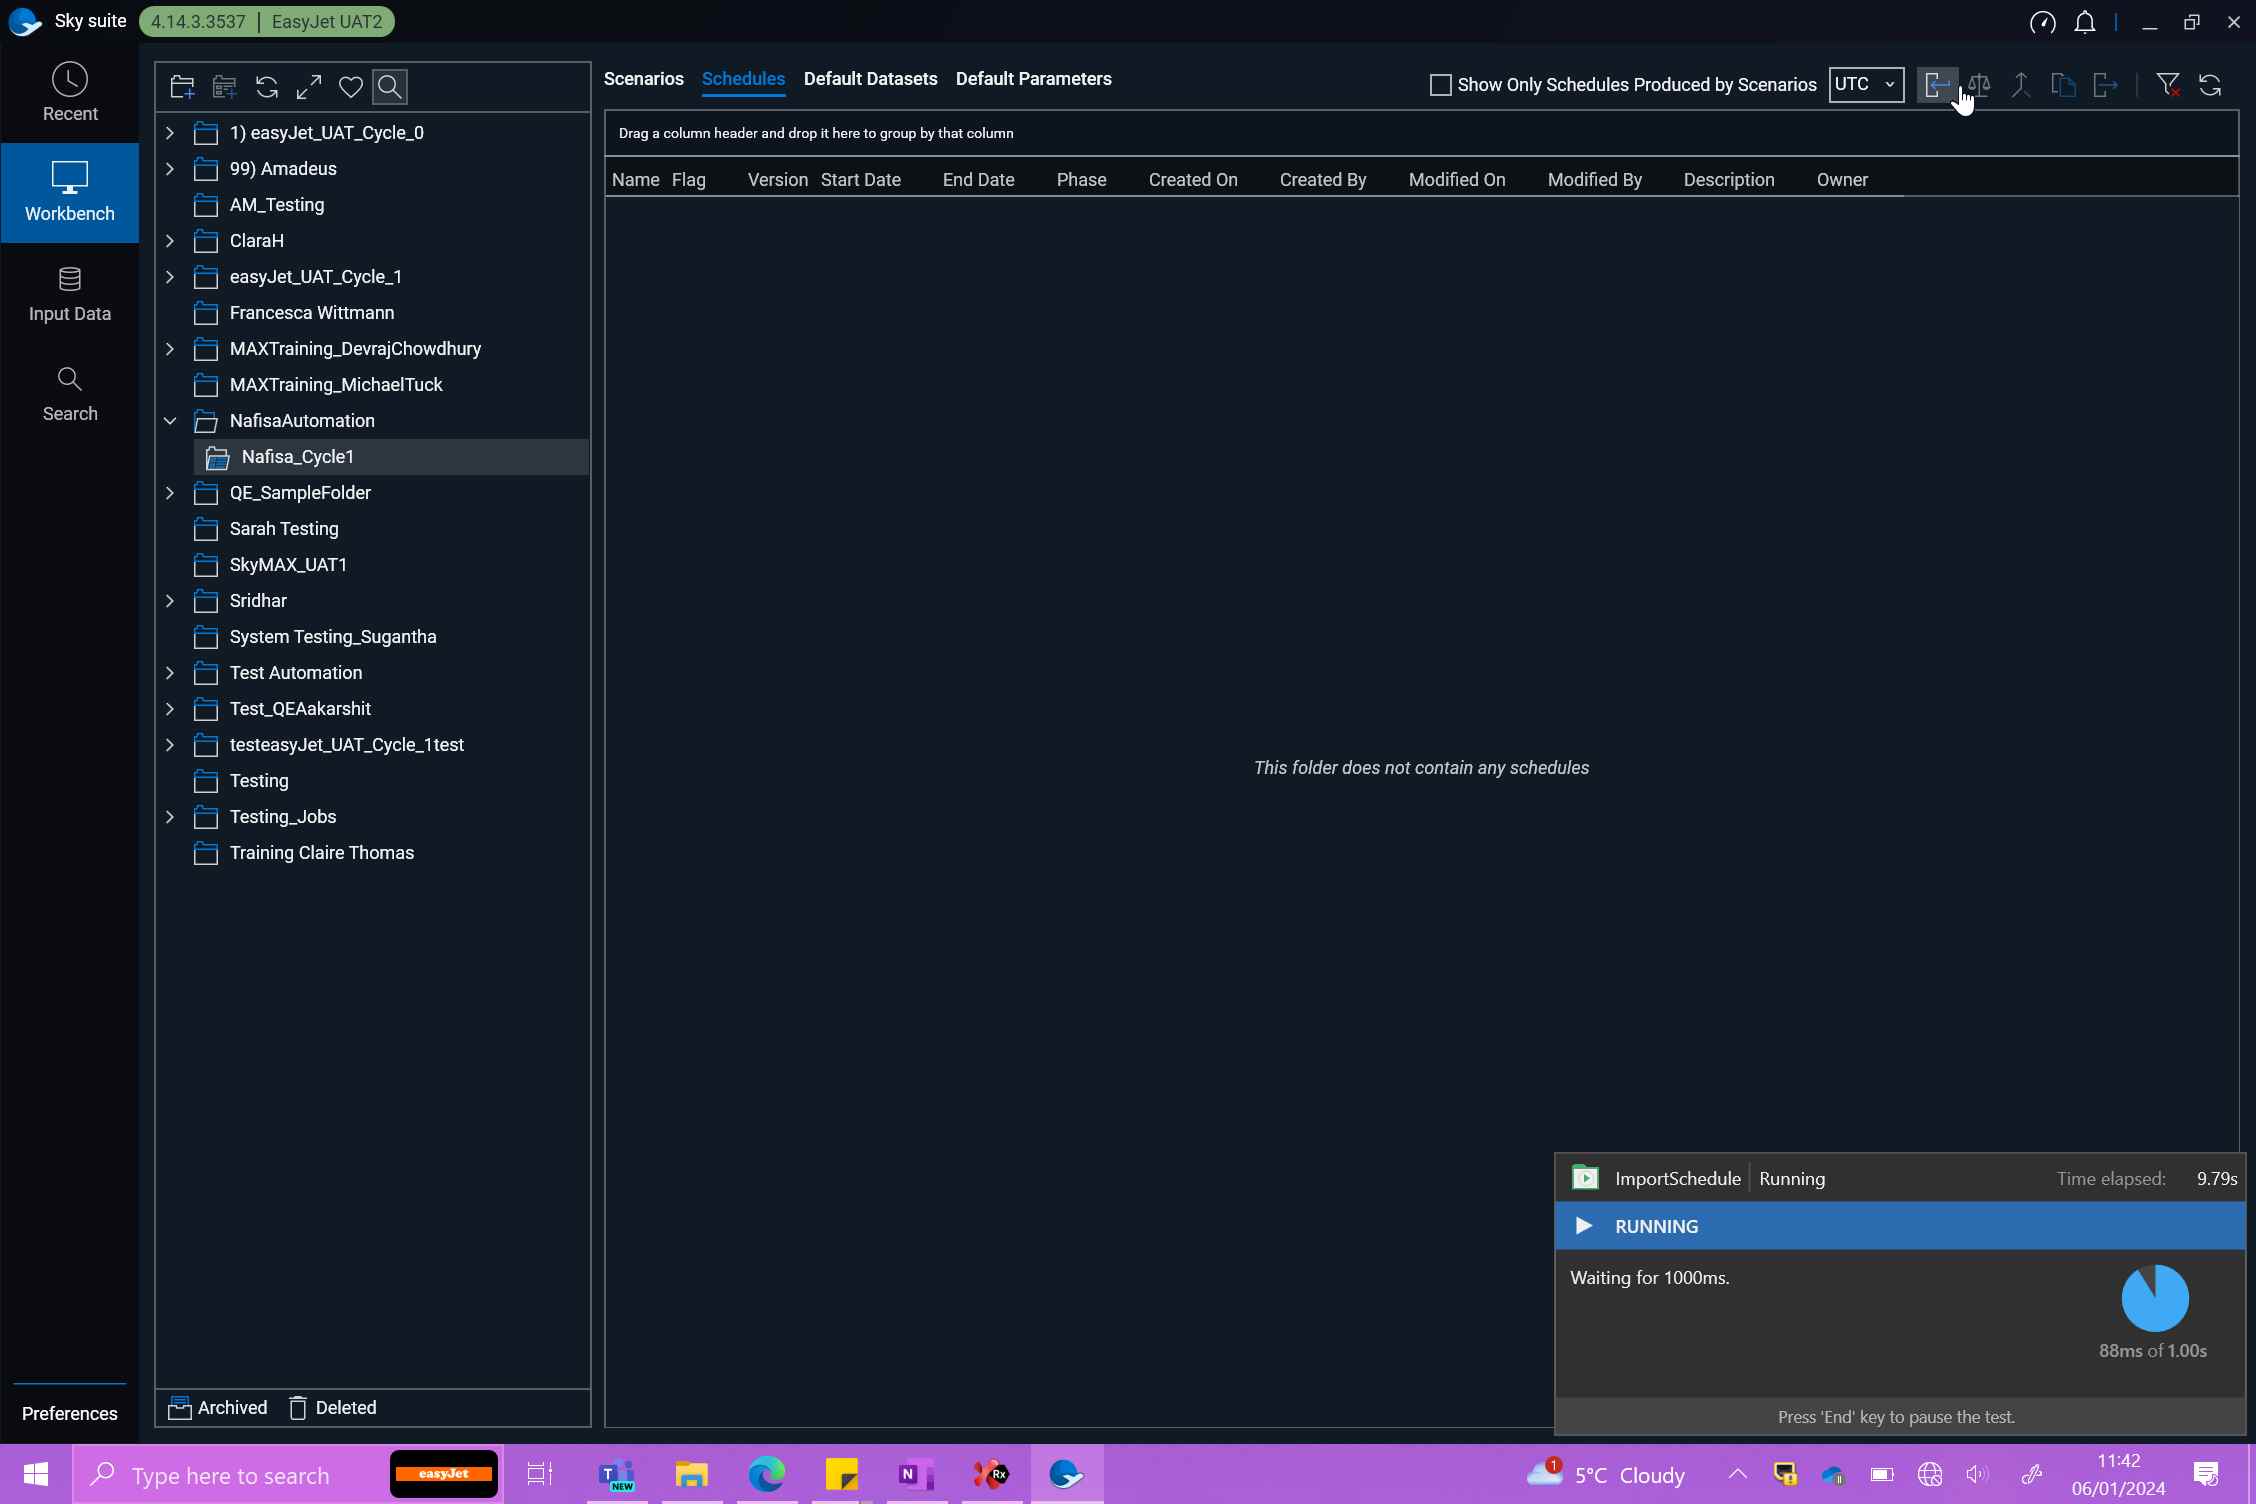 Sky suite 4.14.3.3537 | EasyJet UAT2
Recent
Workbench
Input Data
Search
Preferences
1) easyJet_UAT_Cycle_0
99) Amadeus
AM_Testing
ClaraH
easyJet_UAT_Cycle_1
Francesca Wittmann
MAXTraining_DevrajChowdhury
MAXTraining_MichaelTuck
NafisaAutomation
Nafisa_Cycle1
QE_SampleFolder
Sarah Testing
SkyMAX_UAT1
Sridhar
System Testing_Sugantha
Test Automation
Test_QEAakarshit
testeasyJet_UAT_Cycle_1test
Testing
Testing_Jobs
Training Claire Thomas
Archived Deleted
Scenarios Schedules Default Datasets Default Parameters
Show Only Schedules Produced by Scenarios UTC
Drag a column header and drop it here to group by that column
Name Flag Version Start Date End Date Phase Created On Created By Modified On Modified By Description Owner
This folder does not contain any schedules
ImportSchedule Running Time elapsed: 9.79s
RUNNING
Waiting for 1000ms.
88ms of 1.00s
Press 'End' key to pause the test.
Type here to search easyJet
T NEW
N
Rx
1
5°C Cloudy
11:42
06/01/2024